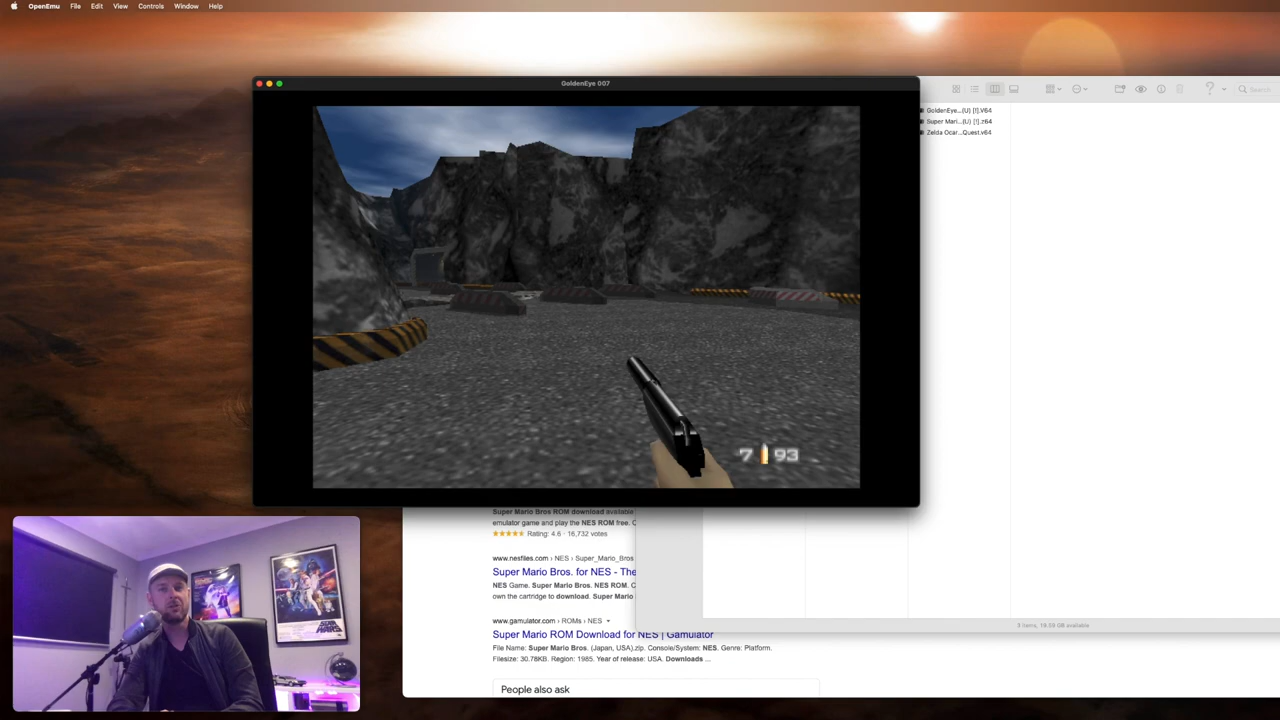 OpenEmu File Edit View Controls Window Help
GoldenEye 007
Search
GoldenEye...(U) [!].V64
Super Mari...(U) [!].z64
Zelda Ocar...Quest.v64
7 93
Super Mario Bros ROM download available
emulator game and play the NES ROM free. C
Rating: 4.6 · 16,732 votes
www.nesfiles.com › NES › Super_Mario_Bros
Super Mario Bros. for NES - The
NES Game. Super Mario Bros. NES ROM. C
own the cartridge to download. Super Mario
www.gamulator.com › ROMs › NES
Super Mario ROM Download for NES | Gamulator
File Name: Super Mario Bros. (Japan, USA).zip. Console/System: NES. Genre: Platform.
Filesize: 30.78KB. Region: 1985. Year of release: USA. Downloads ...
People also ask
STAR
WARS